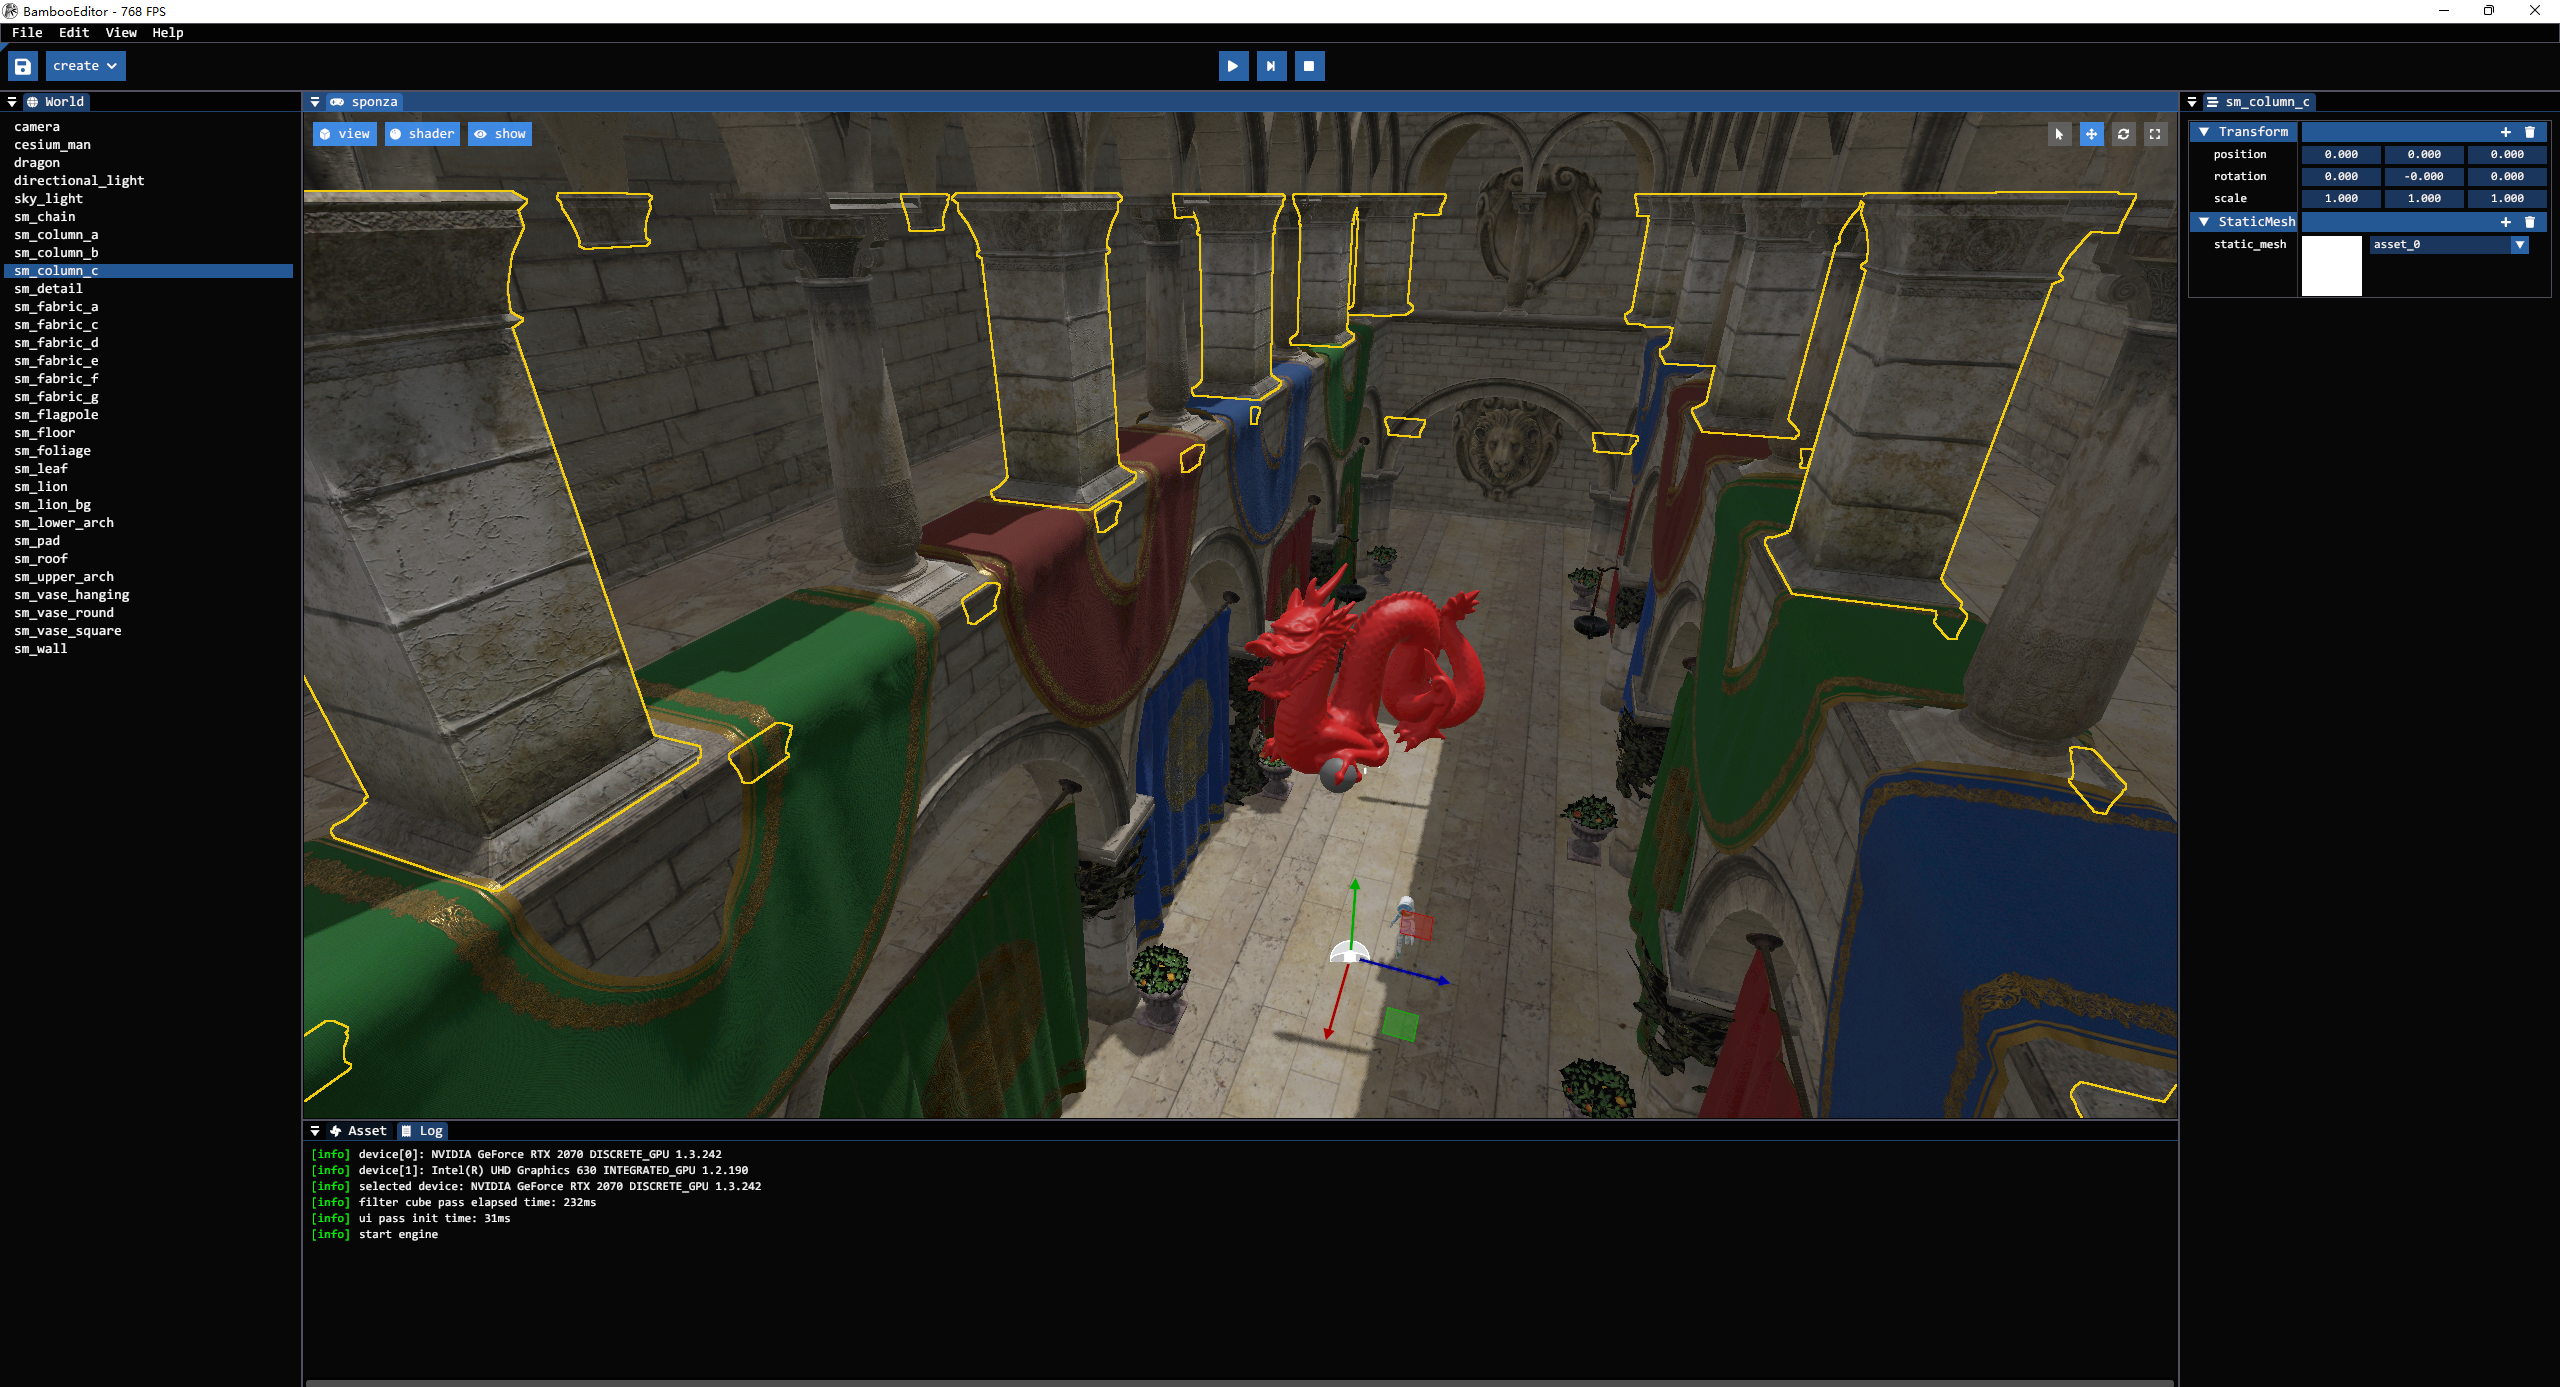 BambooEditor - 768 FPS
File Edit View Help
create
World
camera
cesium_man
dragon
directional_light
sky_light
sm_chain
sm_column_a
sm_column_b
sm_column_c
sm_detail
sm_fabric_a
sm_fabric_c
sm_fabric_d
sm_fabric_e
sm_fabric_f
sm_fabric_g
sm_flagpole
sm_floor
sm_foliage
sm_leaf
sm_lion
sm_lion_bg
sm_lower_arch
sm_pad
sm_roof
sm_upper_arch
sm_vase_hanging
sm_vase_round
sm_vase_square
sm_wall
sponza
view shader show
Asset Log
[info] device[0]: NVIDIA GeForce RTX 2070 DISCRETE_GPU 1.3.242
[info] device[1]: Intel(R) UHD Graphics 630 INTEGRATED_GPU 1.2.190
[info] selected device: NVIDIA GeForce RTX 2070 DISCRETE_GPU 1.3.242
[info] filter cube pass elapsed time: 232ms
[info] ui pass init time: 31ms
[info] start engine
sm_column_c
Transform
position 0.000 0.000 0.000
rotation 0.000 -0.000 0.000
scale 1.000 1.000 1.000
StaticMesh
static_mesh asset_0